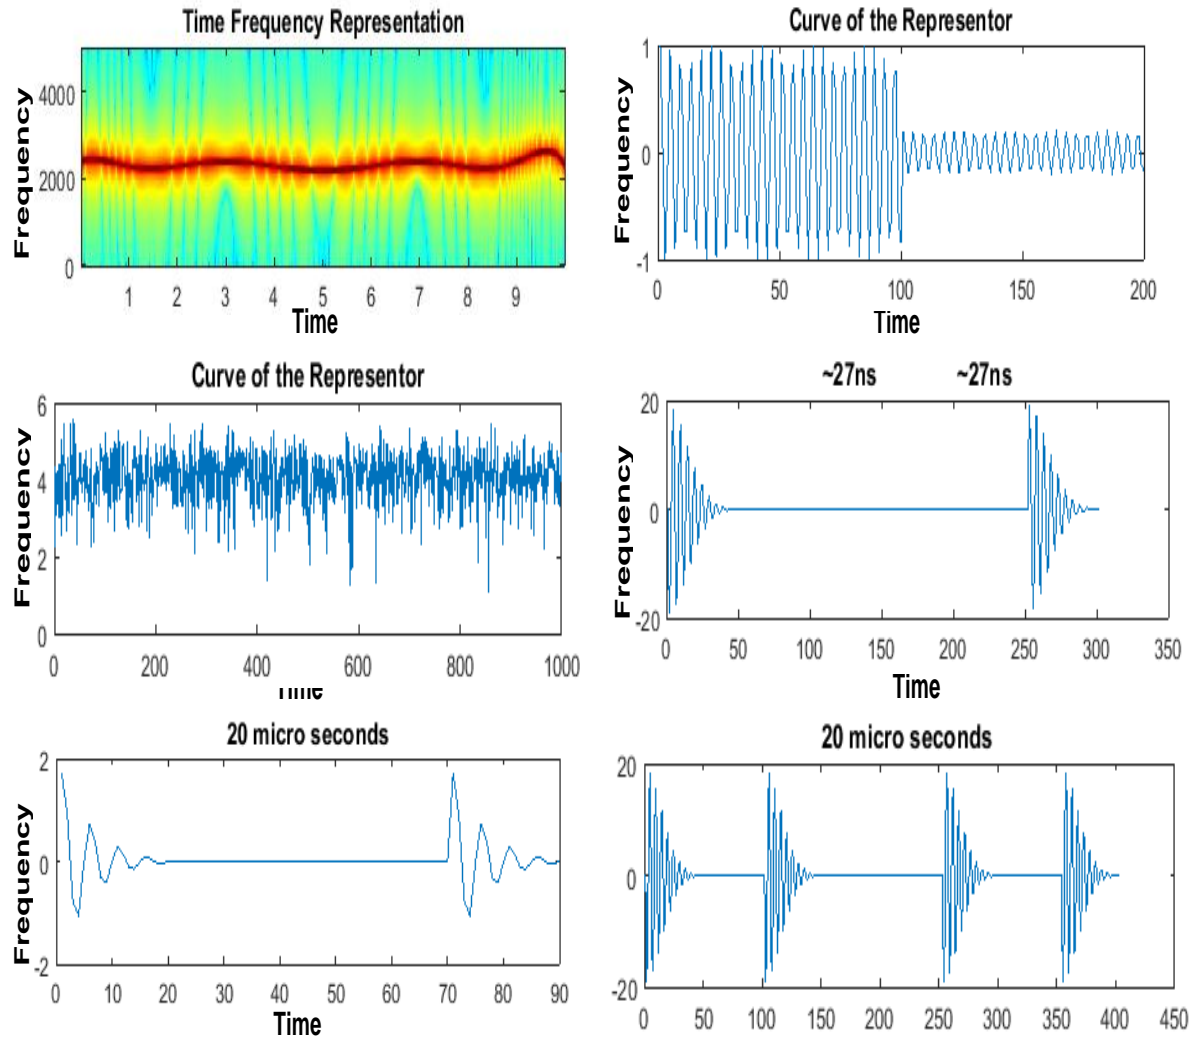 Time Frequency Representation
Frequency
4000
2000
0
1 2 3 4 5 6 7 8 9
Time
Curve of the Representor
Frequency
1
0
-1
0 50 100 150 200
Time
Curve of the Representor
Frequency
6
4
2
0
0 200 400 600 800 1000
Time
~27ns ~27ns
Frequency
20
0
-20
0 50 100 150 200 250 300 350
Time
20 micro seconds
Frequency
2
0
-2
0 10 20 30 40 50 60 70 80 90
Time
20 micro seconds
20
0
-20
0 50 100 150 200 250 300 350 400 450